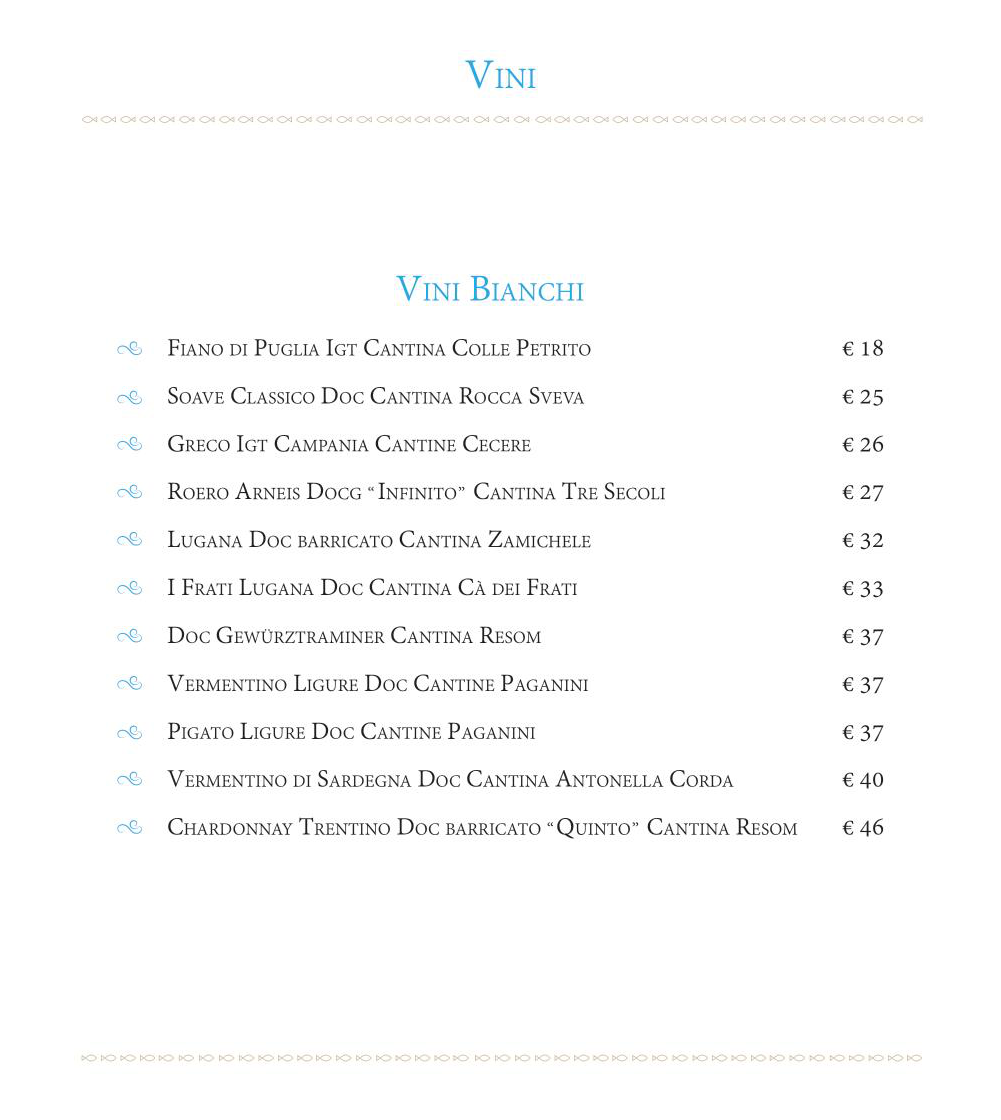 Vini
Vini Bianchi
Fiano di Puglia Igt Cantina Colle Petrito € 18
Soave Classico Doc Cantina Rocca Sveva € 25
Greco Igt Campania Cantine Cecere € 26
Roero Arneis Docg “Infinito” Cantina Tre Secoli € 27
Lugana Doc barricato Cantina Zamichele € 32
I Frati Lugana Doc Cantina Cà dei Frati € 33
Doc Gewürztraminer Cantina Resom € 37
Vermentino Ligure Doc Cantine Paganini € 37
Pigato Ligure Doc Cantine Paganini € 37
Vermentino di Sardegna Doc Cantina Antonella Corda € 40
Chardonnay Trentino Doc barricato “Quinto” Cantina Resom € 46